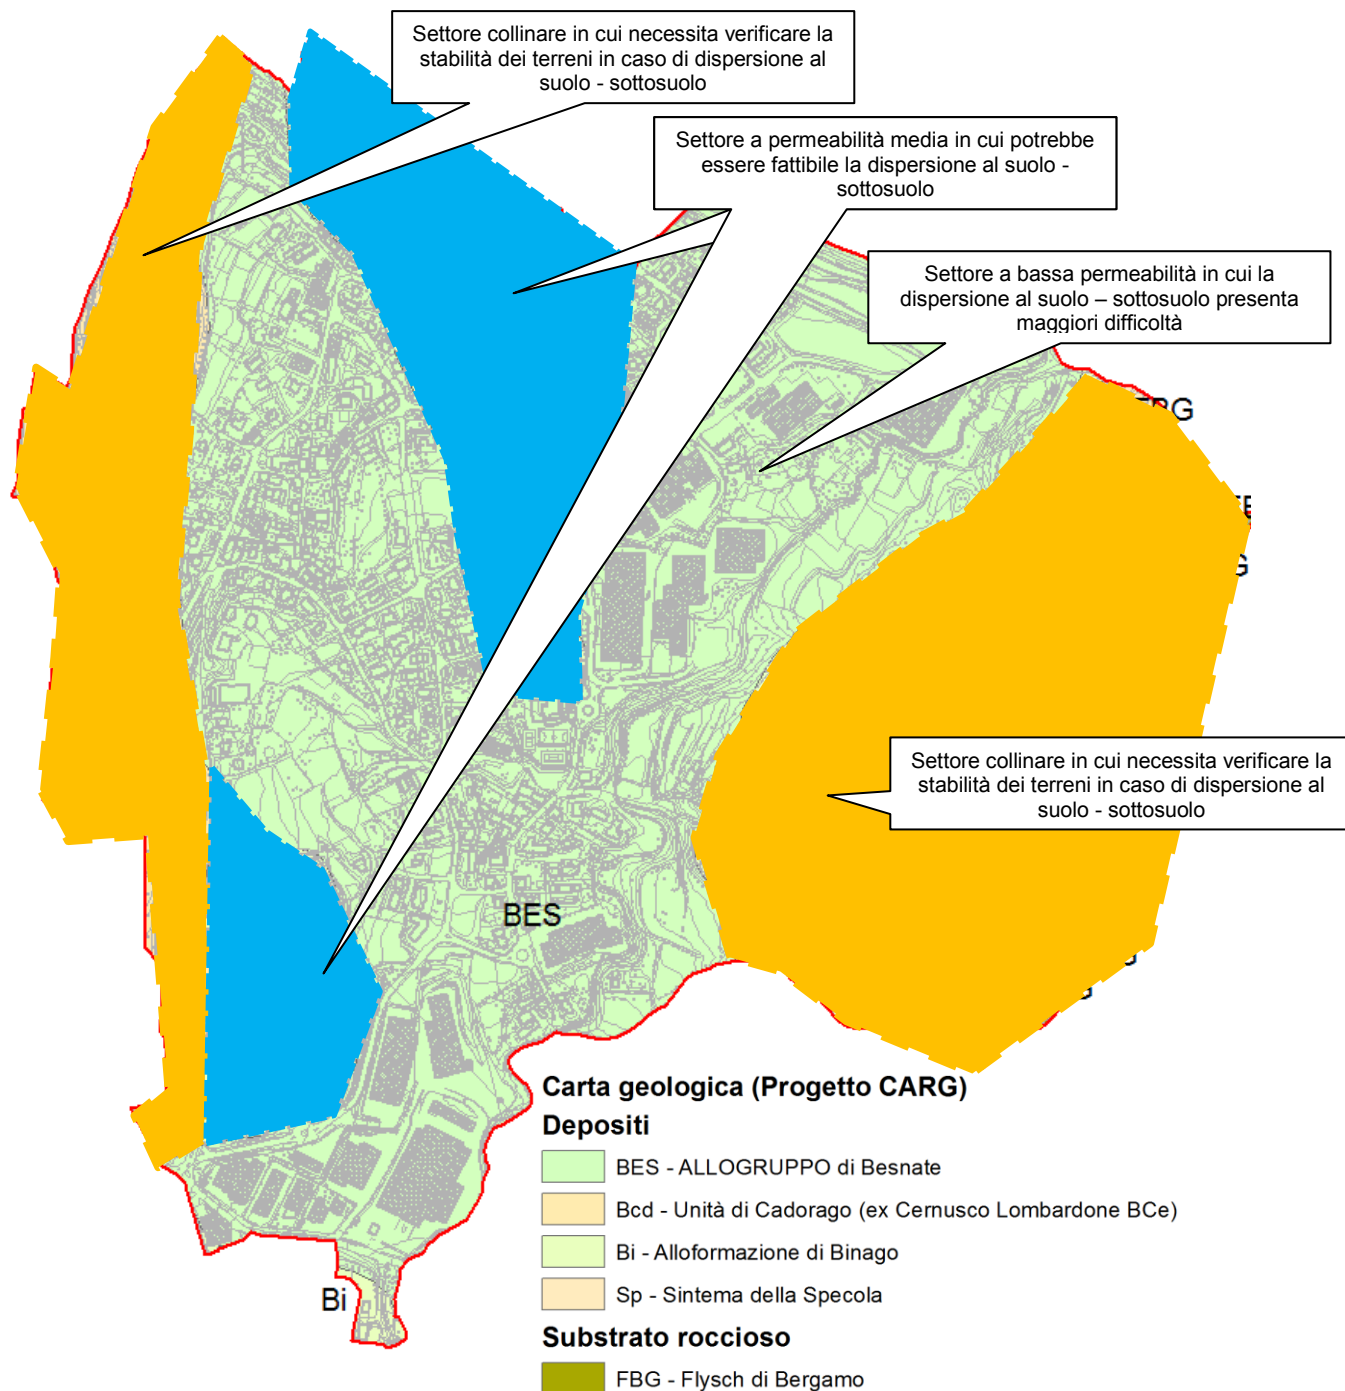 Settore collinare in cui necessita verificare la
stabilità dei terreni in caso di dispersione al
suolo - sottosuolo
Settore a permeabilità media in cui potrebbe
essere fattibile la dispersione al suolo -
sottosuolo
Settore a bassa permeabilità in cui la
dispersione al suolo – sottosuolo presenta
maggiori difficoltà
Settore collinare in cui necessita verificare la
stabilità dei terreni in caso di dispersione al
suolo - sottosuolo
BES
Bi
Carta geologica (Progetto CARG)
Depositi
BES - ALLOGRUPPO di Besnate
Bcd - Unità di Cadorago (ex Cernusco Lombardone BCe)
Bi - Alloformazione di Binago
Sp - Sintema della Specola
Substrato roccioso
FBG - Flysch di Bergamo